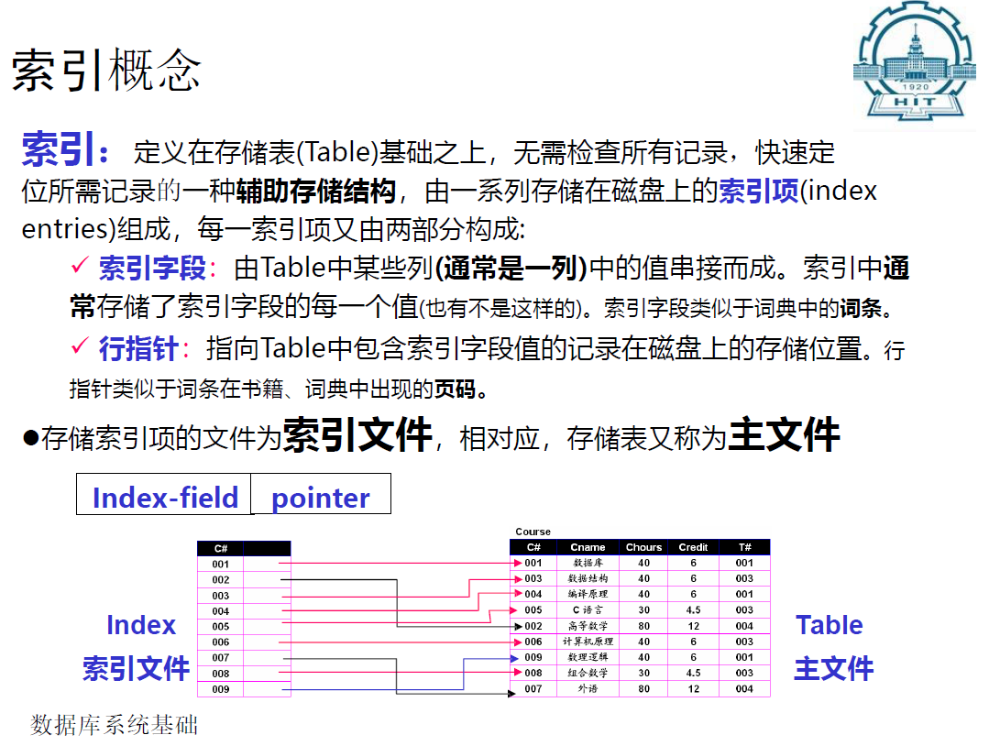 索引概念
1920
HIT
索引：定义在存储表(Table)基础之上，无需检查所有记录，快速定
位所需记录的一种辅助存储结构，由一系列存储在磁盘上的索引项(index
entries)组成，每一索引项又由两部分构成:
✓ 索引字段：由Table中某些列(通常是一列)中的值串接而成。索引中通
常存储了索引字段的每一个值(也有不是这样的)。索引字段类似于词典中的词条。
✓ 行指针：指向Table中包含索引字段值的记录在磁盘上的存储位置。行
指针类似于词条在书籍、词典中出现的页码。
●存储索引项的文件为索引文件，相对应，存储表又称为主文件
Index-field pointer
C#
001
002
003
004
005
006
007
008
009
Index
索引文件
Course
C# Cname Chours Credit T#
001 数据库 40 6 001
003 数据结构 40 6 003
004 编译原理 40 6 001
005 C 语言 30 4.5 003
002 高等数学 80 12 004
006 计算机原理 40 6 003
009 数理逻辑 40 6 001
008 组合数学 30 4.5 003
007 外语 80 12 004
Table
主文件
数据库系统基础